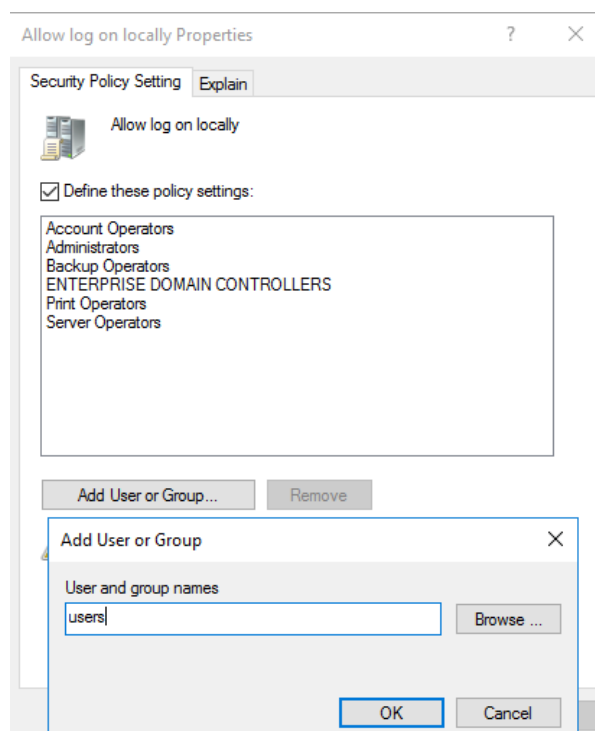 Allow log on locally Properties ?
Security Policy Setting Explain
Allow log on locally
Define these policy settings:
Account Operators
Administrators
Backup Operators
ENTERPRISE DOMAIN CONTROLLERS
Print Operators
Server Operators
Add User or Group... Remove
Add User or Group
User and group names
users
Browse ...
OK Cancel